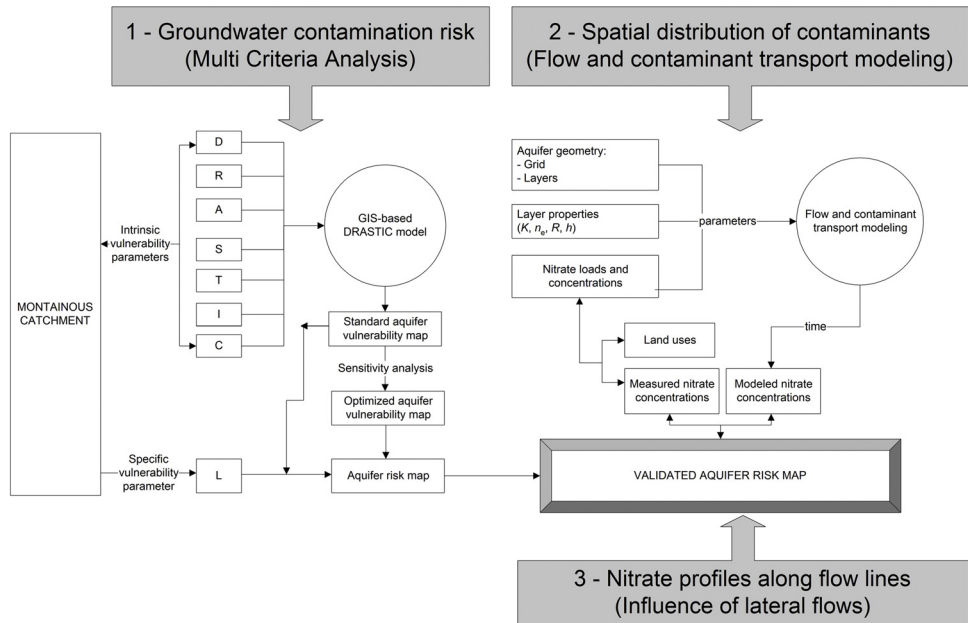 1 - Groundwater contamination risk
(Multi Criteria Analysis)
2 - Spatial distribution of contaminants
(Flow and contaminant transport modeling)
MONTAINOUS
CATCHMENT
Intrinsic
vulnerability
parameters
D
R
A
S
T
I
C
GIS-based
DRASTIC model
Standard aquifer
vulnerability map
Sensitivity analysis
Optimized aquifer
vulnerability map
Specific
vulnerability
parameter
L
Aquifer risk map
Aquifer geometry:
- Grid
- Layers
Layer properties
(K, nₑ, R, h)
Nitrate loads and
concentrations
parameters
Flow and contaminant
transport modeling
time
Land uses
Measured nitrate
concentrations
Modeled nitrate
concentrations
VALIDATED AQUIFER RISK MAP
3 - Nitrate profiles along flow lines
(Influence of lateral flows)